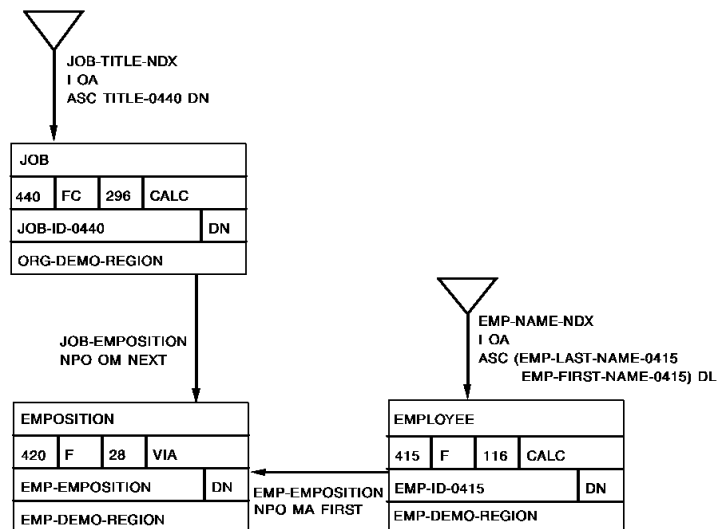 JOB-TITLE-NDX
I OA
ASC TITLE-0440 DN
JOB
440 FC 296 CALC
JOB-ID-0440 DN
ORG-DEMO-REGION
JOB-EMPOSITION
NPO OM NEXT
EMP-NAME-NDX
I OA
ASC (EMP-LAST-NAME-0415
EMP-FIRST-NAME-0415) DL
EMPOSITION
420 F 28 VIA
EMP-EMPOSITION DN
EMP-DEMO-REGION
EMP-EMPOSITION
NPO MA FIRST
EMPLOYEE
415 F 116 CALC
EMP-ID-0415 DN
EMP-DEMO-REGION